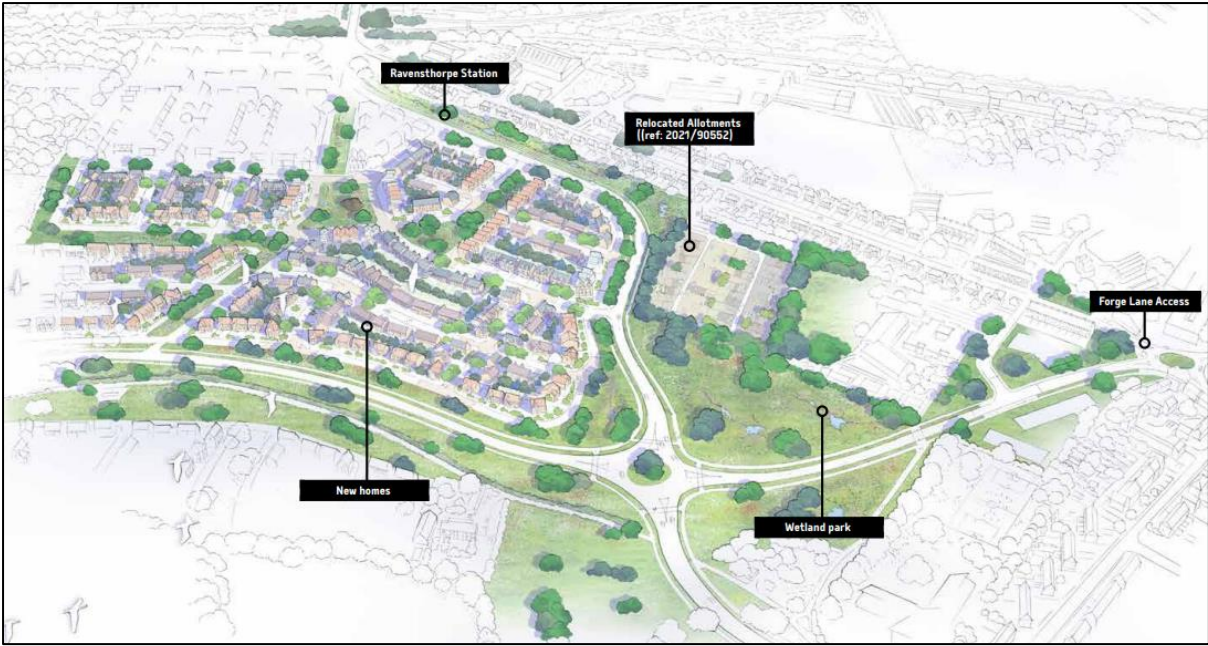 Ravensthorpe Station
Relocated Allotments
((ref: 2021/90552)
Forge Lane Access
New homes
Wetland park